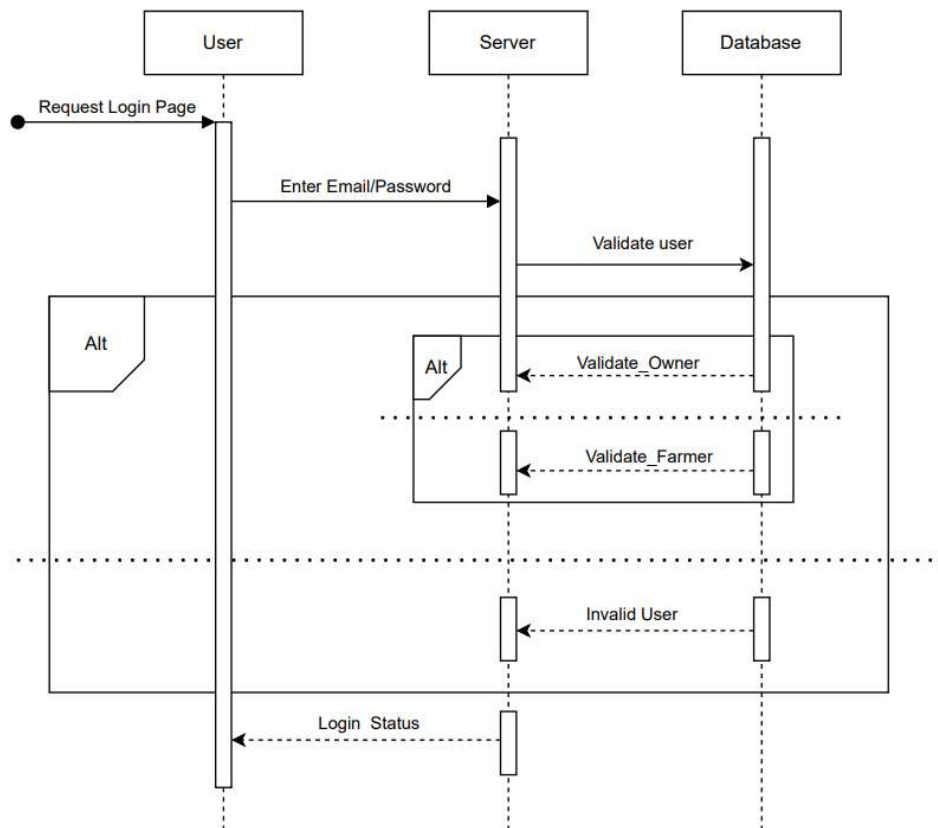 User
Server
Database
Request Login Page
Enter Email/Password
Validate user
Alt
Alt
Validate_Owner
Validate_Farmer
Invalid User
Login Status